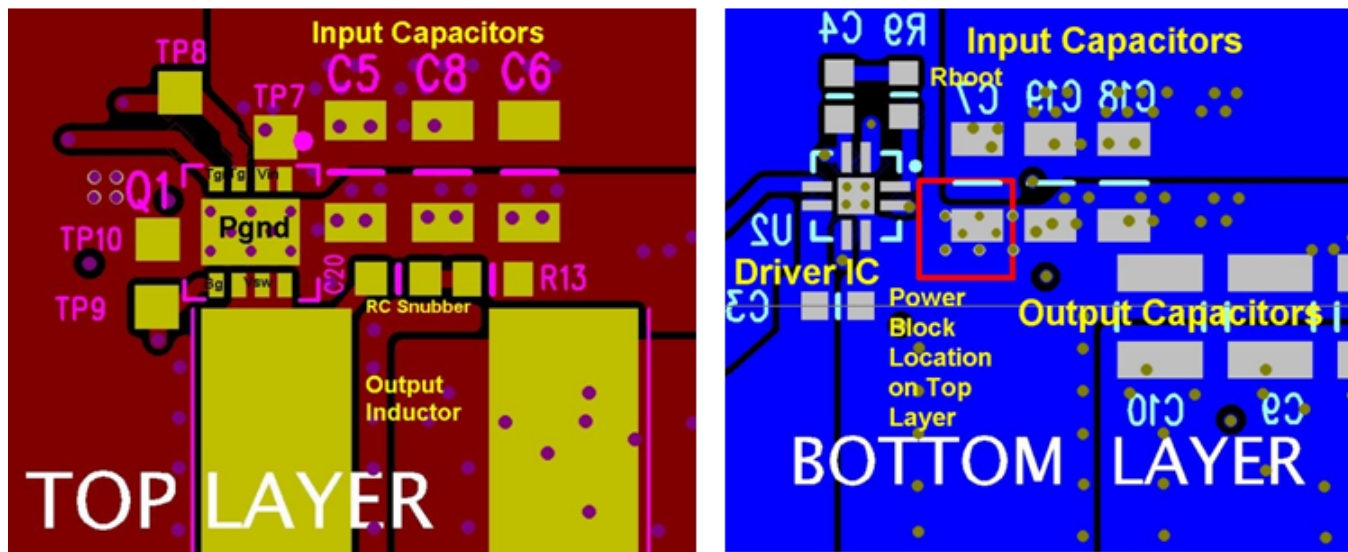 Input Capacitors
TP8
C5 C8 C6
TP7
Tg Tgr Vin
Q1
Pgnd
TP10
Bg Vsw
C20
R13
TP9
RC Snubber
Output
Inductor
TOP LAYER
C4 R9
Input Capacitors
Rboot
C7 C19 C18
U2
Driver IC
C3
Power
Block
Location
on Top
Layer
Output Capacitors
C10 C9
BOTTOM LAYER